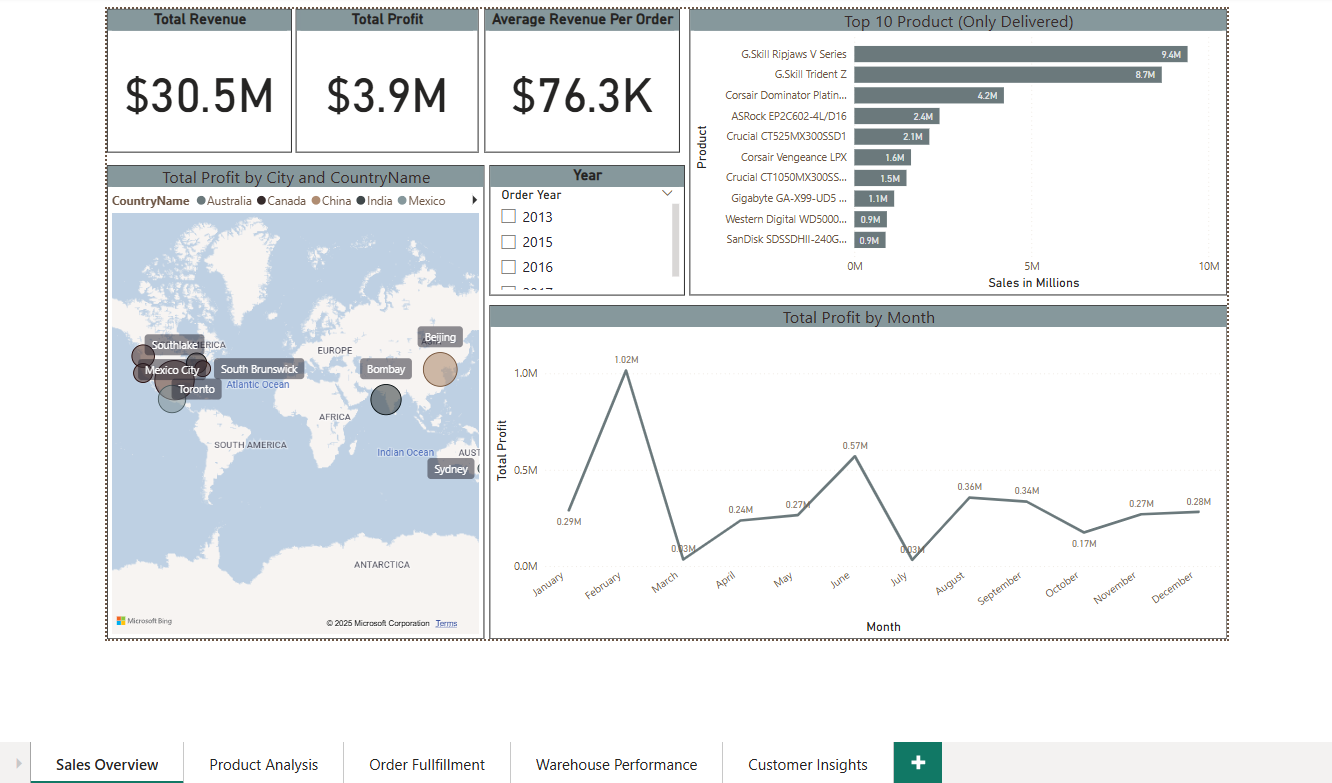 Total Revenue
$30.5M
Total Profit
$3.9M
Average Revenue Per Order
$76.3K
Top 10 Product (Only Delivered)
Product
G.Skill Ripjaws V Series
9.4M
G.Skill Trident Z
8.7M
Corsair Dominator Platin...
4.2M
ASRock EP2C602-4L/D16
2.4M
Crucial CT525MX300SSD1
2.1M
Corsair Vengeance LPX
1.6M
Crucial CT1050MX300SS...
1.5M
Gigabyte GA-X99-UD5 ...
1.1M
Western Digital WD5000...
0.9M
SanDisk SDSSDHII-240G...
0.9M
0M 5M 10M
Sales in Millions
Total Profit by City and CountryName
CountryName Australia Canada China India Mexico
Southlake
Mexico City
South Brunswick
Toronto
Bombay
Beijing
Sydney
EUROPE
Atlantic Ocean
AFRICA
SOUTH AMERICA
Indian Ocean
ANTARCTICA
Microsoft Bing
© 2025 Microsoft Corporation Terms
Year
Order Year
2013
2015
2016
Total Profit by Month
Total Profit
1.0M
0.5M
0.0M
0.29M
1.02M
0.03M
0.24M
0.27M
0.57M
0.03M
0.36M
0.34M
0.17M
0.27M
0.28M
January February March April May June July August September October November December
Month
Sales Overview
Product Analysis
Order Fullfillment
Warehouse Performance
Customer Insights
+